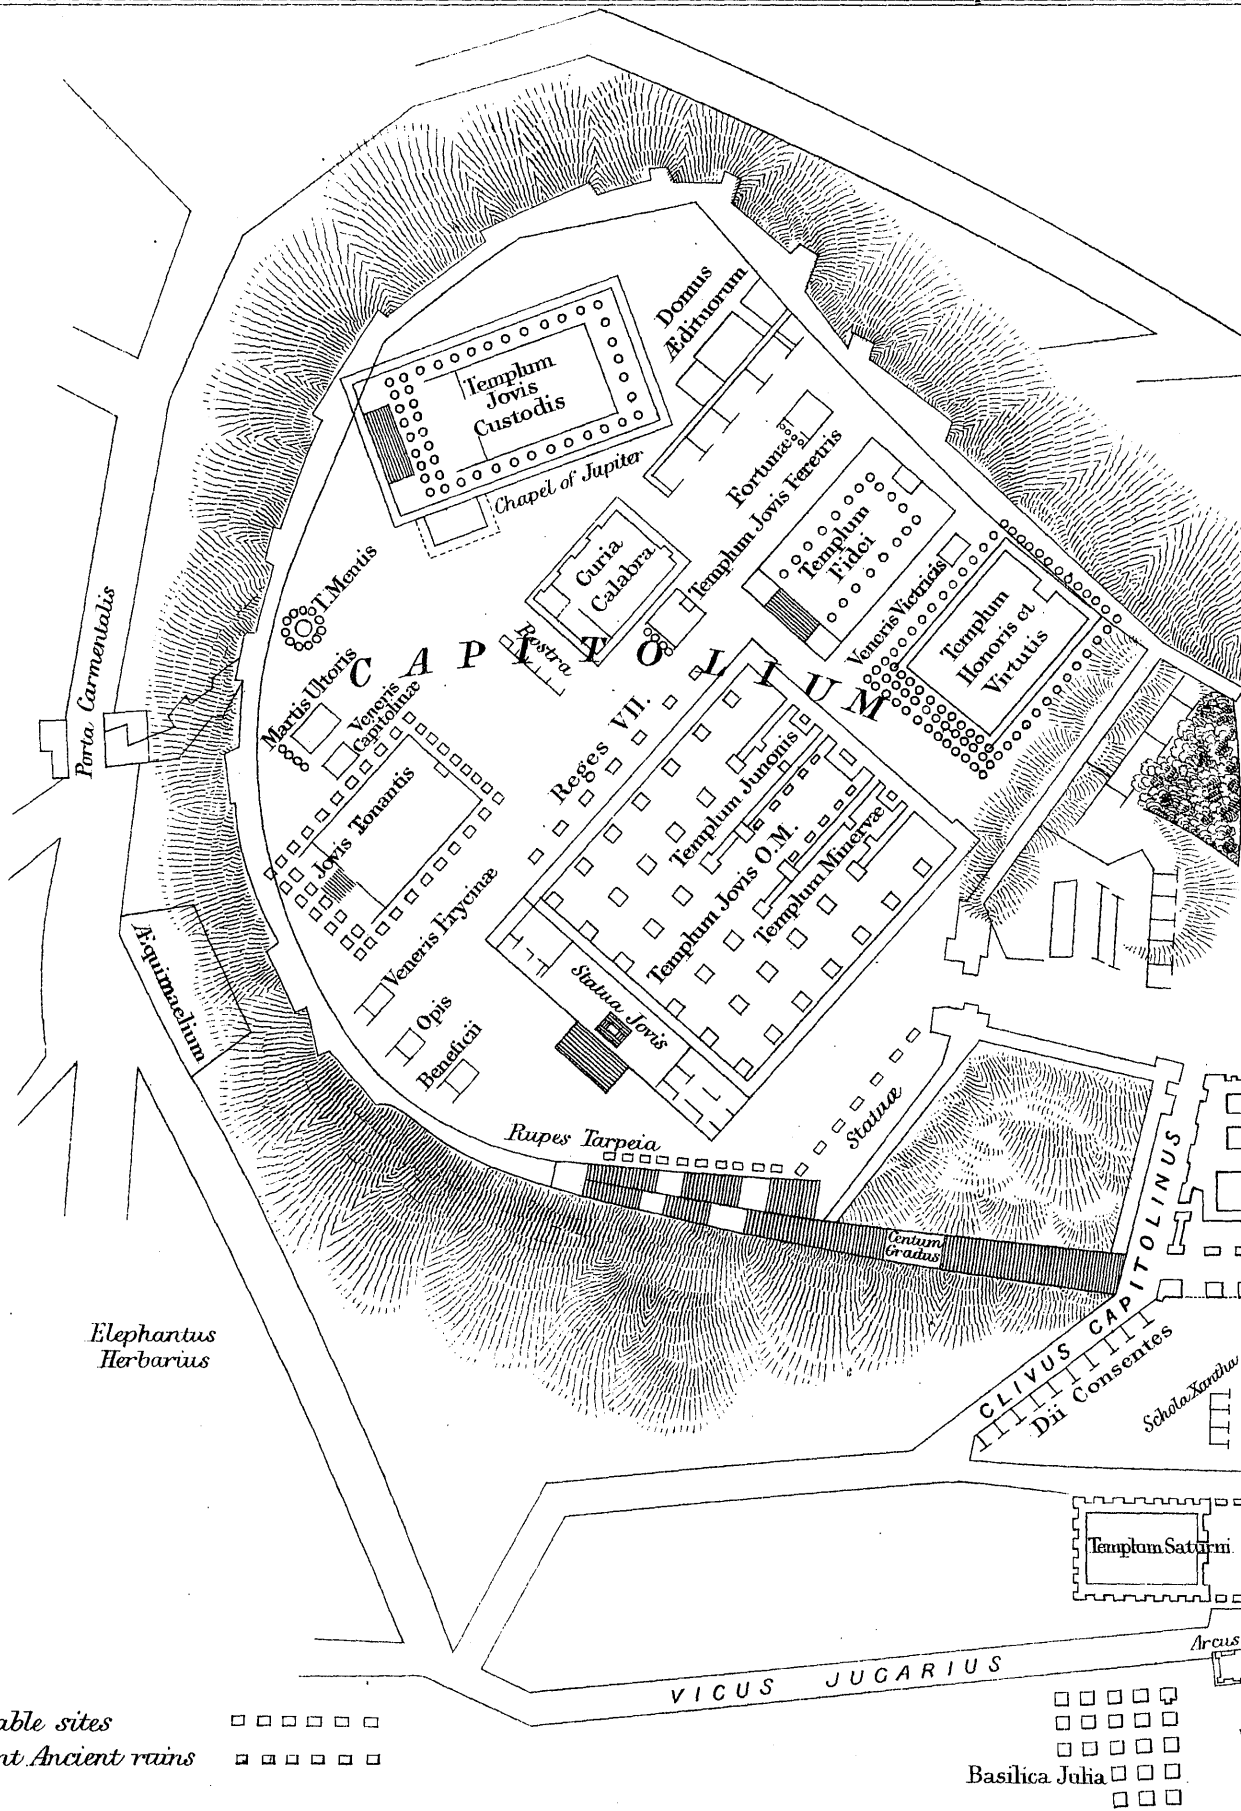 Domus
Ædituorum
Templum
Jovis
Custodis
Chapel of Jupiter
Fortunæ
Templum Jovis Feretris
Templum
Fidei
Curia
Calabra
Veneris Victricis
Templum
Honoris et
Virtutis
T. Mentis
Rostra
CAPITOLIUM
Porta Carmentalis
Martis Ultoris
Veneris
Capitolinæ
Reges VII.
Jovis Tonantis
Templum Junonis
Templum Jovis O.M.
Templum Minervæ
Veneris Erycinæ
Æquimaelium
Statua Jovis
Opis
Beneficii
Statuæ
Rupes Tarpeia
Centum
Gradus
CLIVUS CAPITOLINUS
Dii Consentes
Schola Xantha
Elephantus
Herbarius
Templum Saturni.
Arcus
VICUS JUGARIUS
able sites
nt Ancient ruins
Basilica Julia